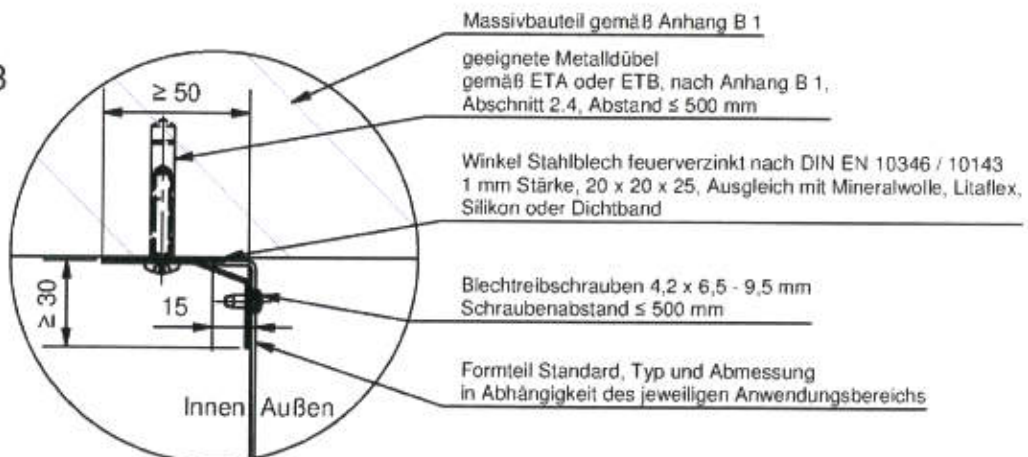 Massivbauteil gemäß Anhang B 1
geeignete Metalldübel
gemäß ETA oder ETB, nach Anhang B 1,
Abschnitt 2.4, Abstand ≤ 500 mm
Winkel Stahlblech feuerverzinkt nach DIN EN 10346 / 10143
1 mm Stärke, 20 x 20 x 25, Ausgleich mit Mineralwolle, Litaflex,
Silikon oder Dichtband
Blechtreibschrauben 4,2 x 6,5 - 9,5 mm
Schraubenabstand ≤ 500 mm
Formteil Standard, Typ und Abmessung
in Abhängigkeit des jeweiligen Anwendungsbereichs
≥ 50
≥ 30
15
Innen Außen